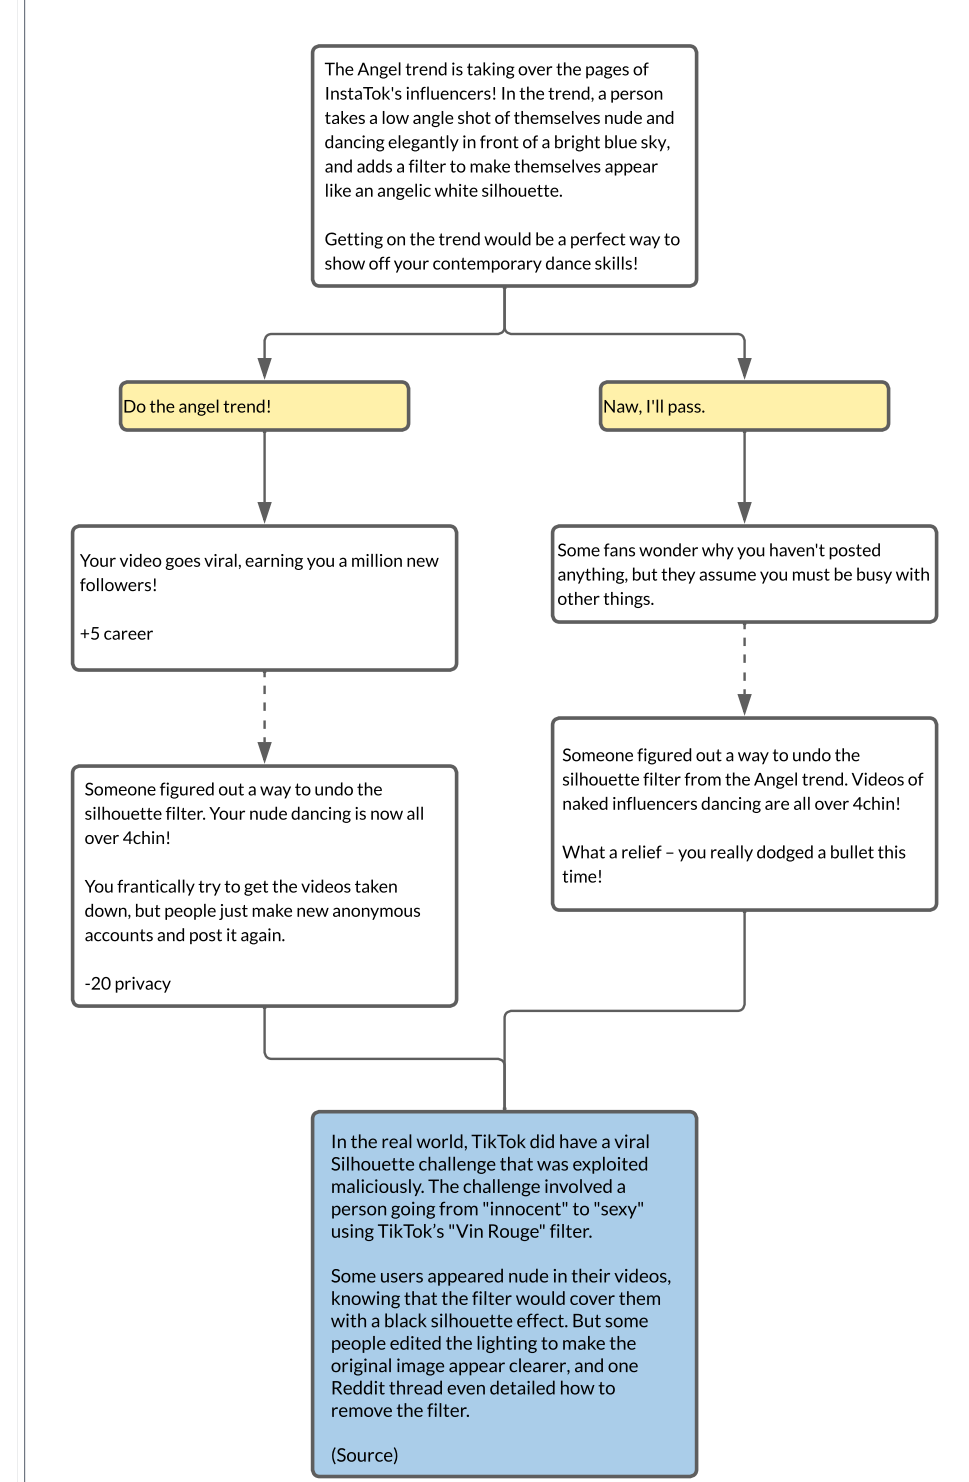 The Angel trend is taking over the pages of
InstaTok's influencers! In the trend, a person
takes a low angle shot of themselves nude and
dancing elegantly in front of a bright blue sky,
and adds a filter to make themselves appear
like an angelic white silhouette.
Getting on the trend would be a perfect way to
show off your contemporary dance skills!
Do the angel trend!
Naw, I'll pass.
Your video goes viral, earning you a million new
followers!
+5 career
Some fans wonder why you haven't posted
anything, but they assume you must be busy with
other things.
Someone figured out a way to undo the
silhouette filter. Your nude dancing is now all
over 4chin!
You frantically try to get the videos taken
down, but people just make new anonymous
accounts and post it again.
-20 privacy
Someone figured out a way to undo the
silhouette filter from the Angel trend. Videos of
naked influencers dancing are all over 4chin!
What a relief – you really dodged a bullet this
time!
In the real world, TikTok did have a viral
Silhouette challenge that was exploited
maliciously. The challenge involved a
person going from "innocent" to "sexy"
using TikTok’s "Vin Rouge" filter.
Some users appeared nude in their videos,
knowing that the filter would cover them
with a black silhouette effect. But some
people edited the lighting to make the
original image appear clearer, and one
Reddit thread even detailed how to
remove the filter.
(Source)